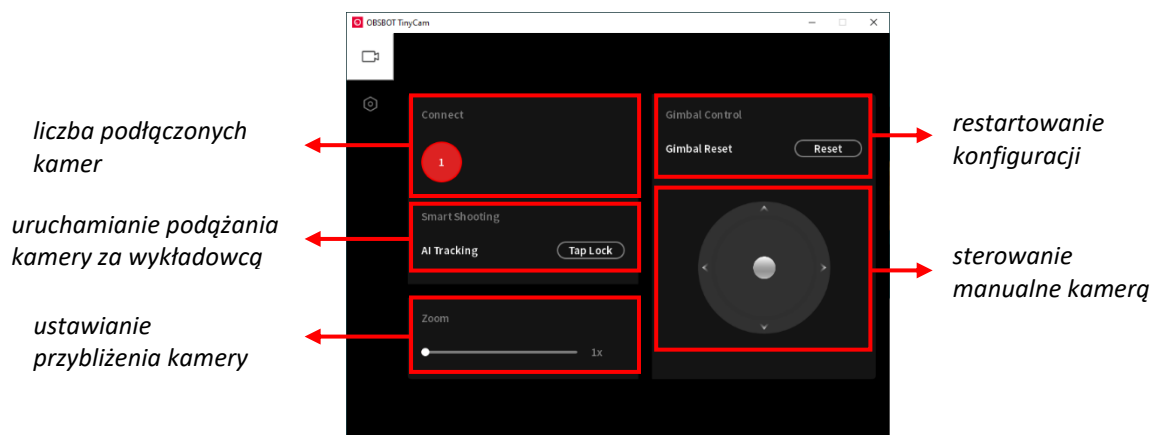 OBSBOT TinyCam
liczba podłączonych
kamer
uruchamianie podążania
kamery za wykładowcą
ustawianie
przybliżenia kamery
Connect
1
Smart Shooting
AI Tracking Tap Lock
Zoom
1x
Gimbal Control
Gimbal Reset Reset
restartowanie
konfiguracji
sterowanie
manualne kamerą